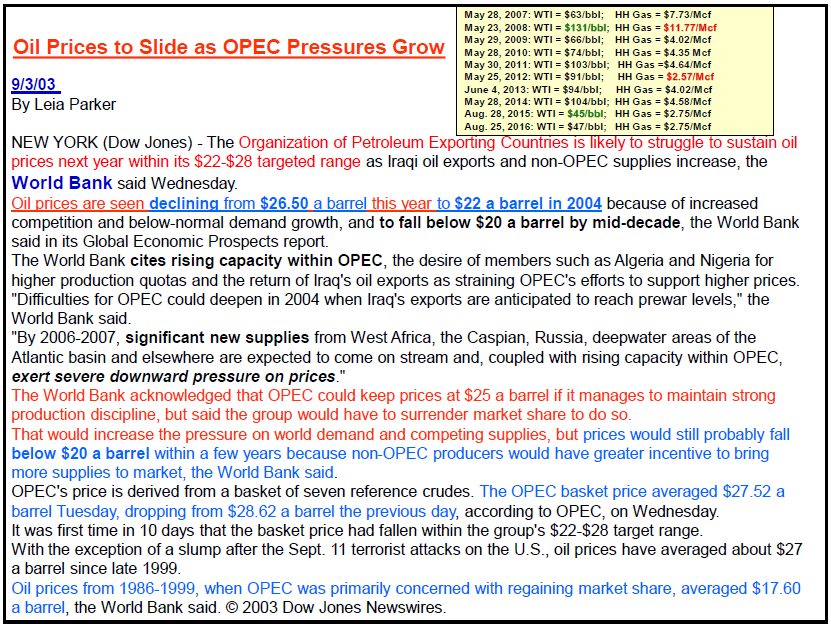 May 28, 2007: WTI = $63/bbl; HH Gas = $7.73/Mcf
May 23, 2008: WTI = $131/bbl; HH Gas = $11.77/Mcf
May 29, 2009: WTI = $66/bbl; HH Gas = $4.02/Mcf
May 28, 2010: WTI = $74/bbl; HH Gas = $4.35 Mcf
May 30, 2011: WTI = $103/bbl; HH Gas =$4.64/Mcf
May 25, 2012: WTI = $91/bbl; HH Gas = $2.57/Mcf
June 4, 2013: WTI = $94/bbl; HH Gas = $4.02/Mcf
May 28, 2014: WTI = $104/bbl; HH Gas = $4.58/Mcf
Aug. 28, 2015: WTI = $45/bbl; HH Gas = $2.75/Mcf
Aug. 25, 2016: WTI = $47/bbl; HH Gas = $2.75/Mcf
Oil Prices to Slide as OPEC Pressures Grow
9/3/03
By Leia Parker
NEW YORK (Dow Jones) - The Organization of Petroleum Exporting Countries is likely to struggle to sustain oil
prices next year within its $22-$28 targeted range as Iraqi oil exports and non-OPEC supplies increase, the
World Bank said Wednesday.
Oil prices are seen declining from $26.50 a barrel this year to $22 a barrel in 2004 because of increased
competition and below-normal demand growth, and to fall below $20 a barrel by mid-decade, the World Bank
said in its Global Economic Prospects report.
The World Bank cites rising capacity within OPEC, the desire of members such as Algeria and Nigeria for
higher production quotas and the return of Iraq's oil exports as straining OPEC's efforts to support higher prices.
"Difficulties for OPEC could deepen in 2004 when Iraq's exports are anticipated to reach prewar levels," the
World Bank said.
"By 2006-2007, significant new supplies from West Africa, the Caspian, Russia, deepwater areas of the
Atlantic basin and elsewhere are expected to come on stream and, coupled with rising capacity within OPEC,
exert severe downward pressure on prices."
The World Bank acknowledged that OPEC could keep prices at $25 a barrel if it manages to maintain strong
production discipline, but said the group would have to surrender market share to do so.
That would increase the pressure on world demand and competing supplies, but prices would still probably fall
below $20 a barrel within a few years because non-OPEC producers would have greater incentive to bring
more supplies to market, the World Bank said.
OPEC's price is derived from a basket of seven reference crudes. The OPEC basket price averaged $27.52 a
barrel Tuesday, dropping from $28.62 a barrel the previous day, according to OPEC, on Wednesday.
It was first time in 10 days that the basket price had fallen within the group's $22-$28 target range.
With the exception of a slump after the Sept. 11 terrorist attacks on the U.S., oil prices have averaged about $27
a barrel since late 1999.
Oil prices from 1986-1999, when OPEC was primarily concerned with regaining market share, averaged $17.60
a barrel, the World Bank said. © 2003 Dow Jones Newswires.